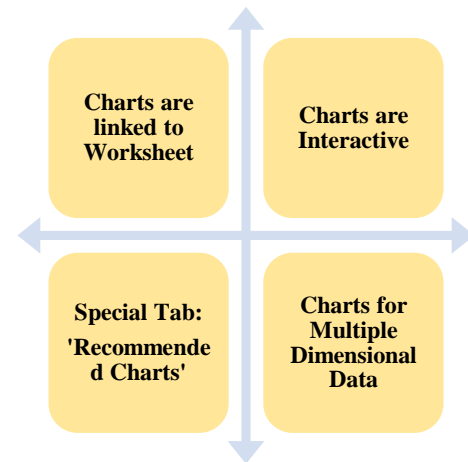 Charts are
linked to
Worksheet
Charts are
Interactive
Special Tab:
'Recommende
d Charts'
Charts for
Multiple
Dimensional
Data